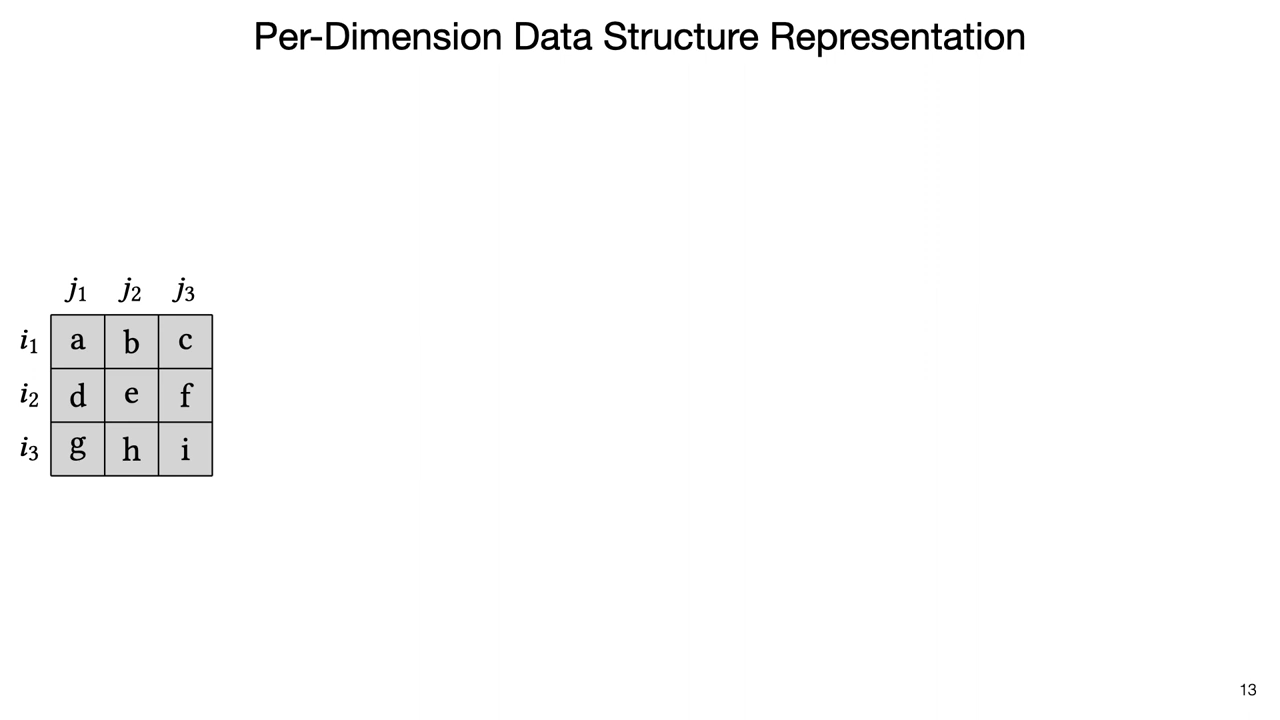 Per-Dimension Data Structure Representation
j₁ j₂ j₃
i₁ a b c
i₂ d e f
i₃ g h i
13